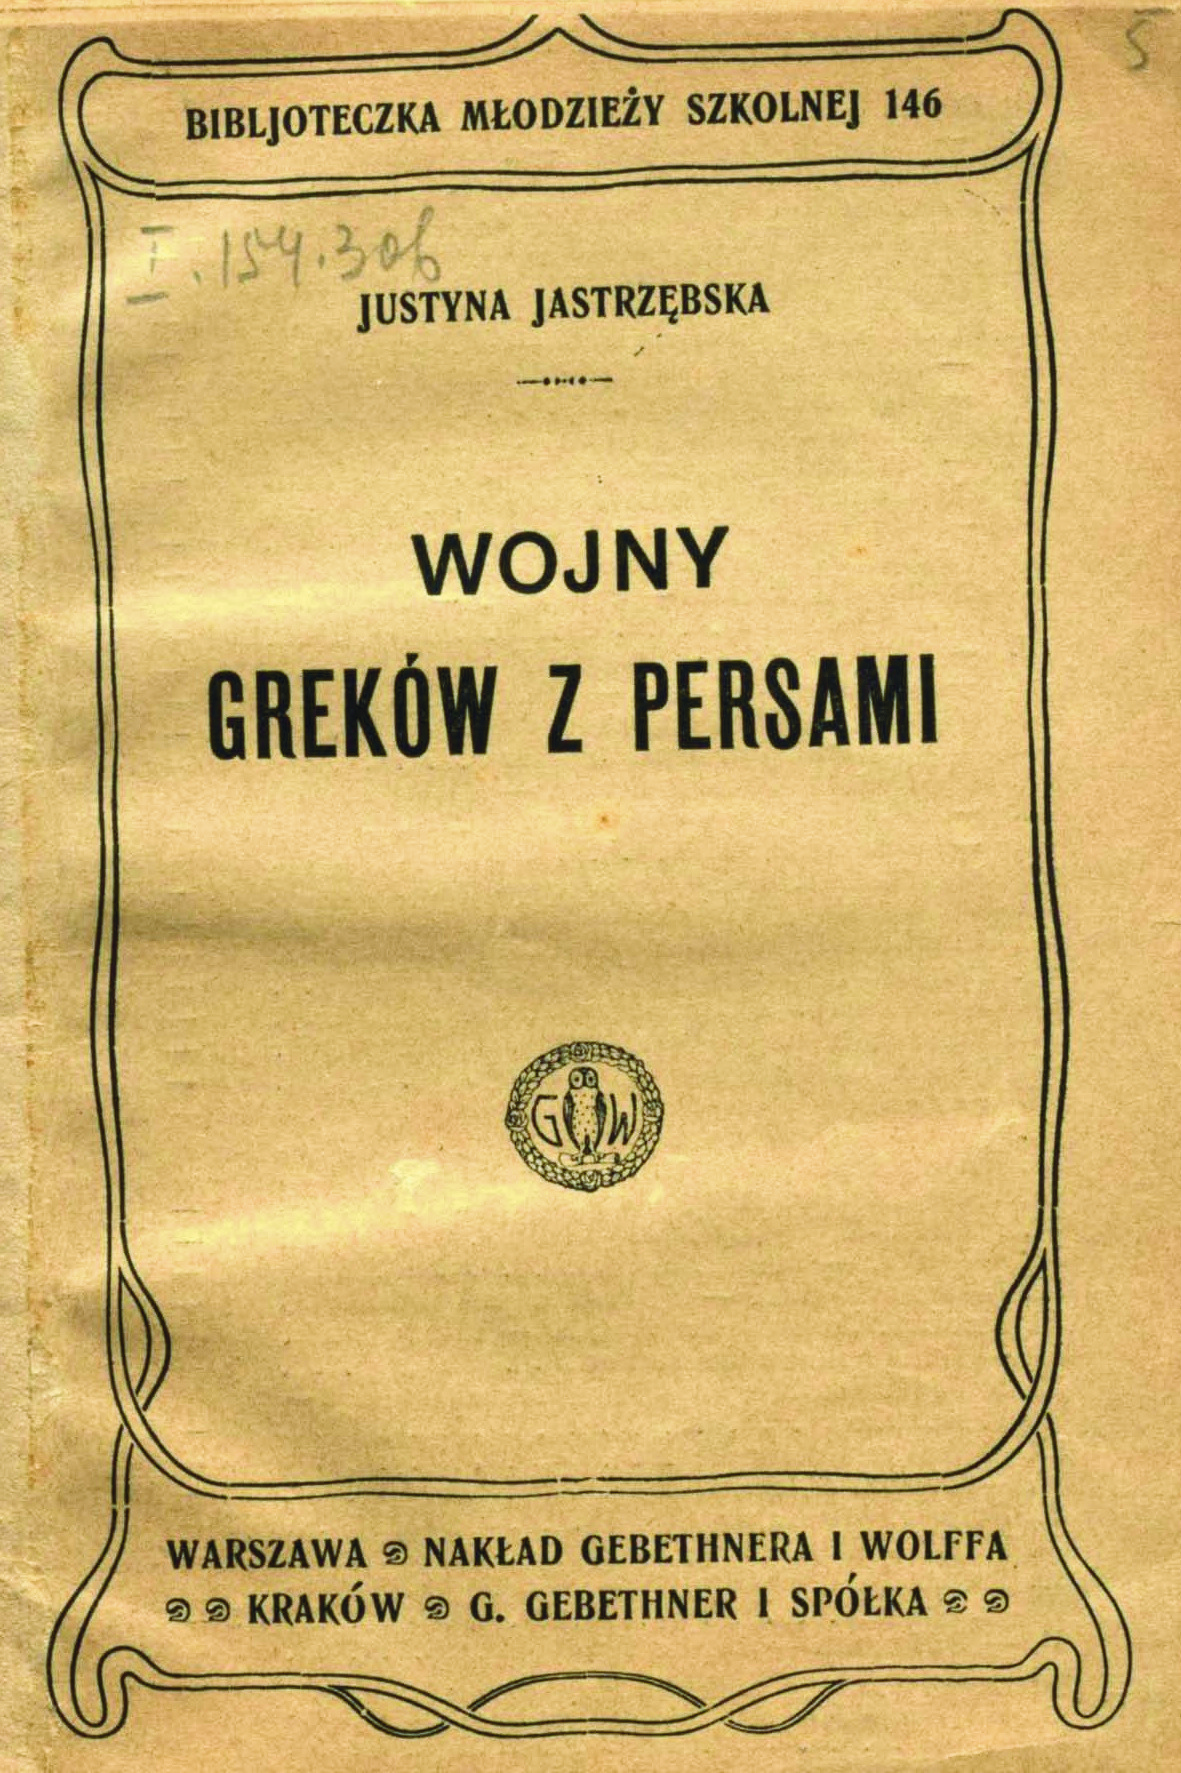 5
BIBLJOTECZKA MŁODZIEŻY SZKOLNEJ 146
I.154.306
JUSTYNA JASTRZĘBSKA
WOJNY
GREKÓW Z PERSAMI
G W
WARSZAWA NAKŁAD GEBETHNERA I WOLFFA
KRAKÓW G. GEBETHNER I SPÓŁKA